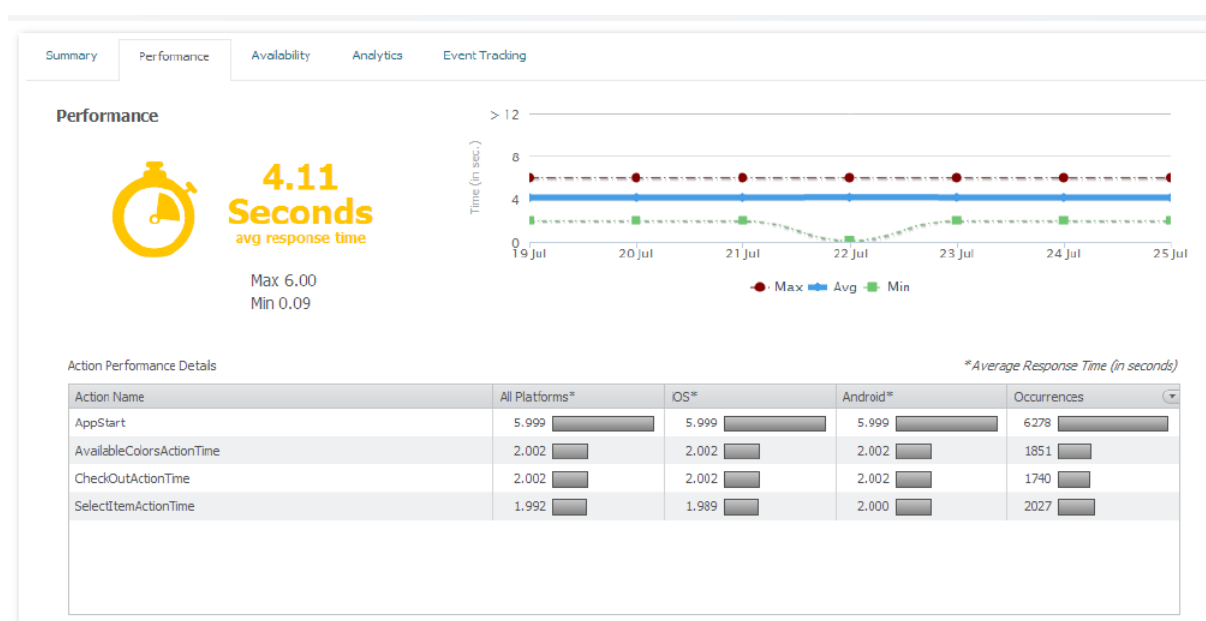 Summary Performance Availability Analytics Event Tracking
Performance
4.11
Seconds
avg response time
Max 6.00
Min 0.09
> 12
8
4
0
Time (in sec.)
19 Jul 20 Jul 21 Jul 22 Jul 23 Jul 24 Jul 25 Jul
Max Avg Min
Action Performance Details *Average Response Time (in seconds)
Action Name All Platforms* iOS* Android* Occurrences
AppStart 5.999 5.999 5.999 6278
AvailableColorsActionTime 2.002 2.002 2.002 1851
CheckOutActionTime 2.002 2.002 2.002 1740
SelectItemActionTime 1.992 1.989 2.000 2027